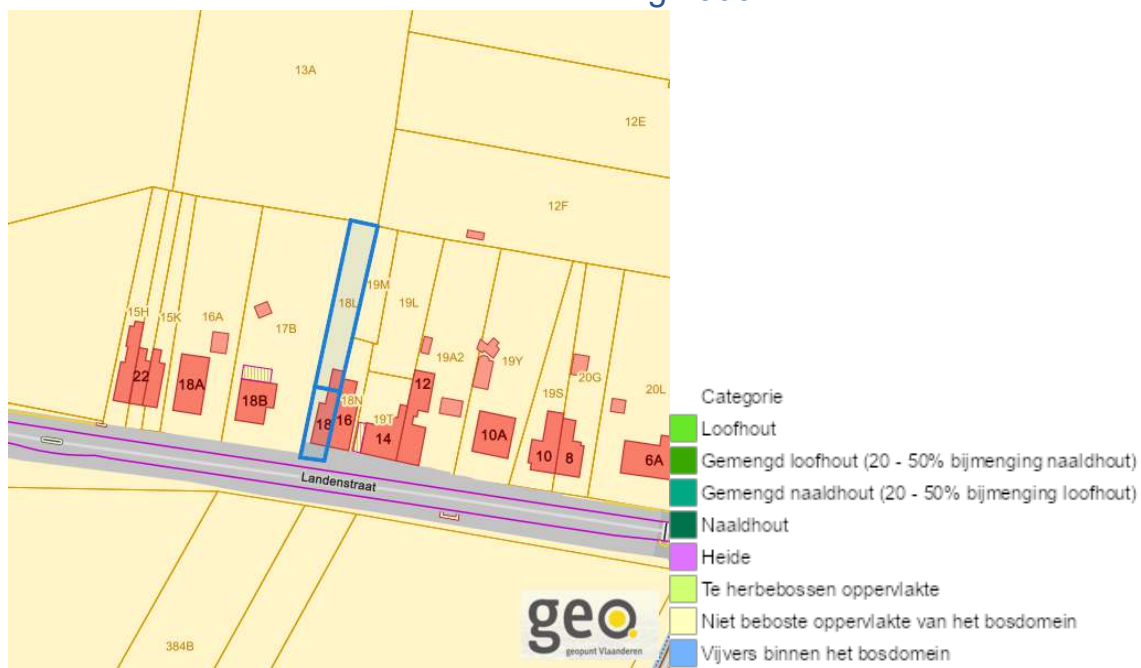 13A
12E
12F
19M
18L
19L
15H
15K
16A
17B
19A2
19Y
20G
19S
20L
22
18A
18B
12
18N
18
16
19T
14
10A
10
8
6A
Landenstraat
384B
geo.
geopunt Vlaanderen
Categorie
Loofhout
Gemengd loofhout (20 - 50% bijmenging naaldhout)
Gemengd naaldhout (20 - 50% bijmenging loofhout)
Naaldhout
Heide
Te herbebossen oppervlakte
Niet beboste oppervlakte van het bosdomein
Vijvers binnen het bosdomein